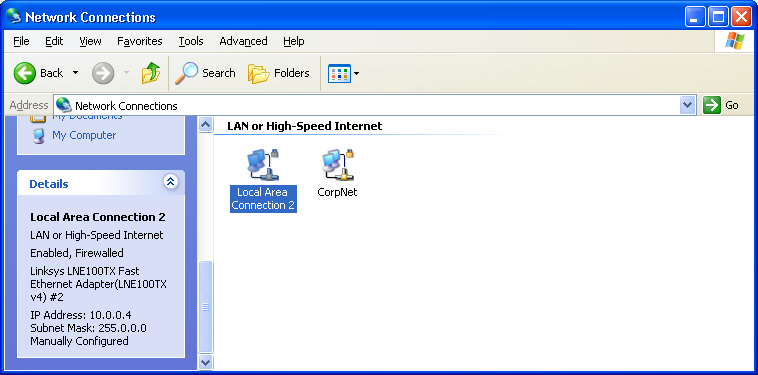 Network Connections
File Edit View Favorites Tools Advanced Help
Back Search Folders
Address Network Connections Go
My Documents
My Computer
Details
Local Area Connection 2
LAN or High-Speed Internet
Enabled, Firewalled
Linksys LNE100TX Fast
Ethernet Adapter(LNE100TX
v4) #2
IP Address: 10.0.0.4
Subnet Mask: 255.0.0.0
Manually Configured
LAN or High-Speed Internet
Local Area
Connection 2
CorpNet